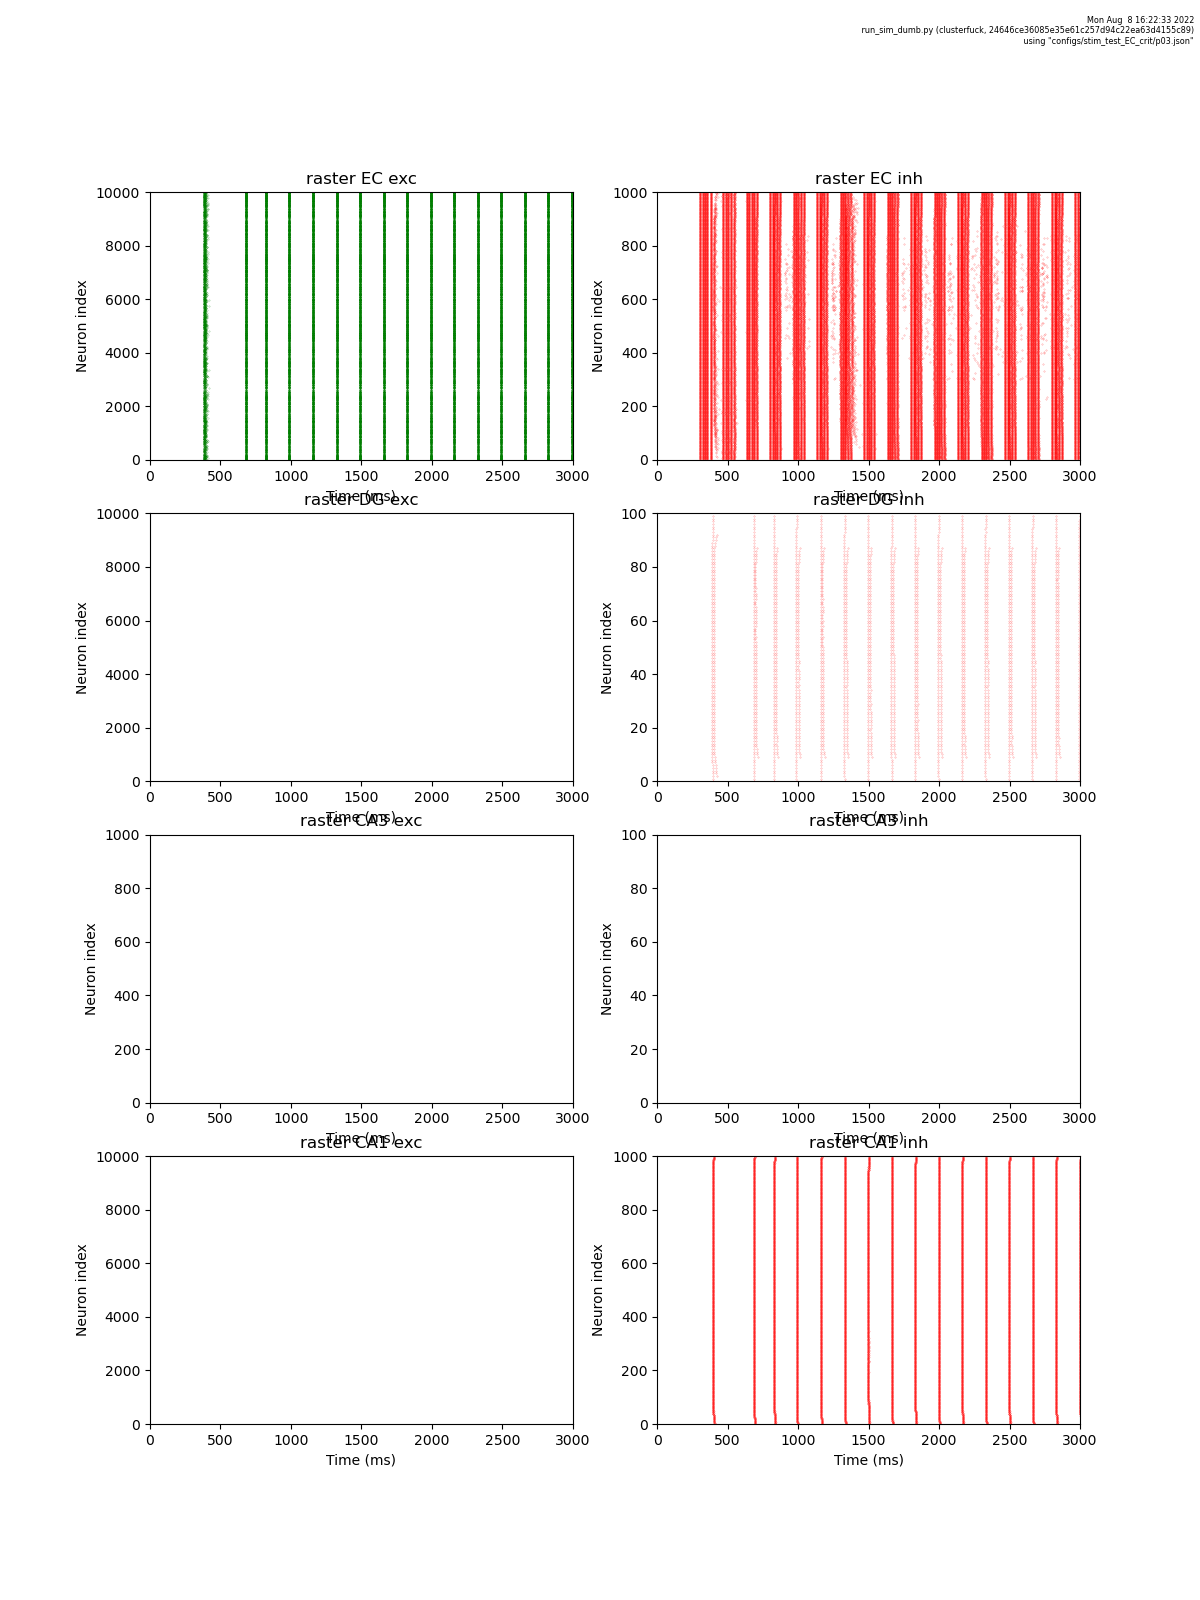 Mon Aug  8 16:22:33 2022
run_sim_dumb.py (clusterfuck, 24646ce36085e35e61c257d94c22ea63d4155c89)
using "configs/stim_test_EC_crit/p03.json"
raster EC exc
10000
8000
6000
4000
2000
0
Neuron index
0 500 1000 1500 2000 2500 3000
Time (ms)
raster EC inh
1000
800
600
400
200
0
Neuron index
0 500 1000 1500 2000 2500 3000
Time (ms)
raster DG exc
10000
8000
6000
4000
2000
0
Neuron index
0 500 1000 1500 2000 2500 3000
Time (ms)
raster DG inh
100
80
60
40
20
0
Neuron index
0 500 1000 1500 2000 2500 3000
Time (ms)
raster CA3 exc
1000
800
600
400
200
0
Neuron index
0 500 1000 1500 2000 2500 3000
Time (ms)
raster CA3 inh
100
80
60
40
20
0
Neuron index
0 500 1000 1500 2000 2500 3000
Time (ms)
raster CA1 exc
10000
8000
6000
4000
2000
0
Neuron index
0 500 1000 1500 2000 2500 3000
Time (ms)
raster CA1 inh
1000
800
600
400
200
0
Neuron index
0 500 1000 1500 2000 2500 3000
Time (ms)